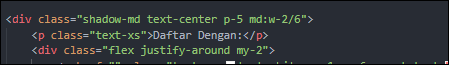 <div class="shadow-md text-center p-5 md:w-2/6">
<p class="text-xs">Daftar Dengan:</p>
<div class="flex justify-around my-2">